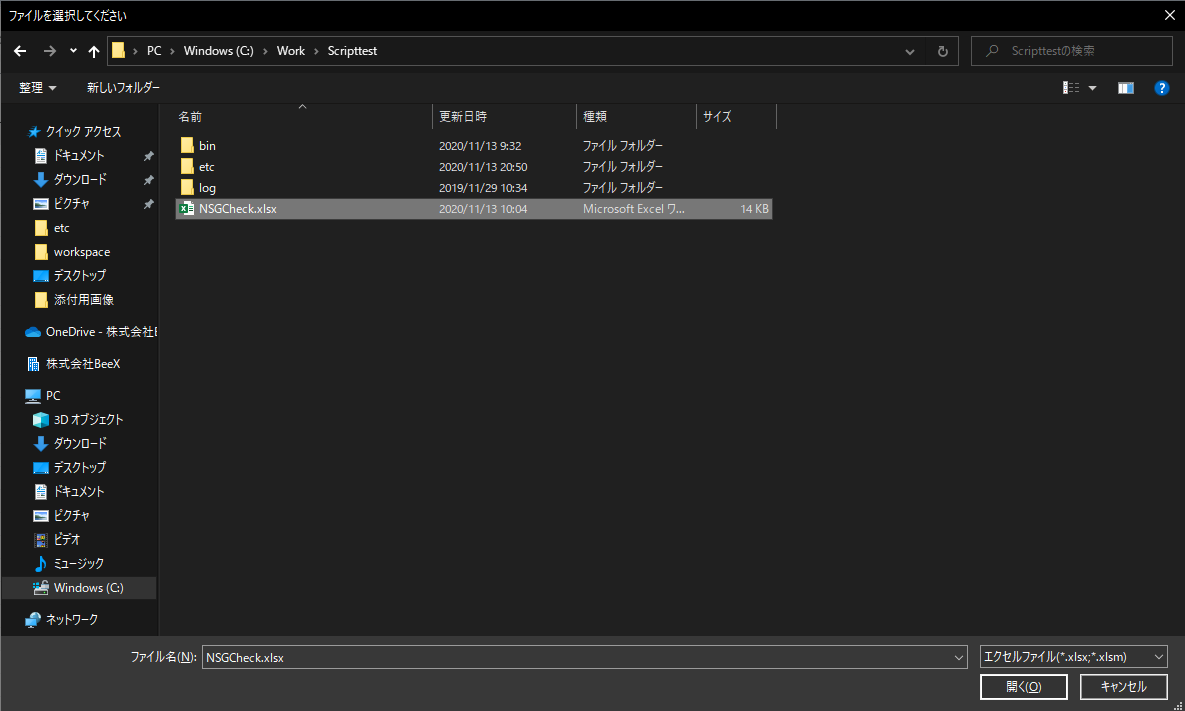 ファイルを選択してください
PC Windows (C:) Work Scripttest
Scripttestの検索
整理 新しいフォルダー
名前 更新日時 種類 サイズ
クイック アクセス
ドキュメント
ダウンロード
ピクチャ
etc
workspace
デスクトップ
添付用画像
OneDrive - 株式会社B
株式会社BeeX
PC
3D オブジェクト
ダウンロード
デスクトップ
ドキュメント
ピクチャ
ビデオ
ミュージック
Windows (C:)
ネットワーク
bin 2020/11/13 9:32 ファイル フォルダー
etc 2020/11/13 20:50 ファイル フォルダー
log 2019/11/29 10:34 ファイル フォルダー
NSGCheck.xlsx 2020/11/13 10:04 Microsoft Excel ワ... 14 KB
ファイル名(N): NSGCheck.xlsx エクセルファイル(*.xlsx;*.xlsm)
開く(O) キャンセル